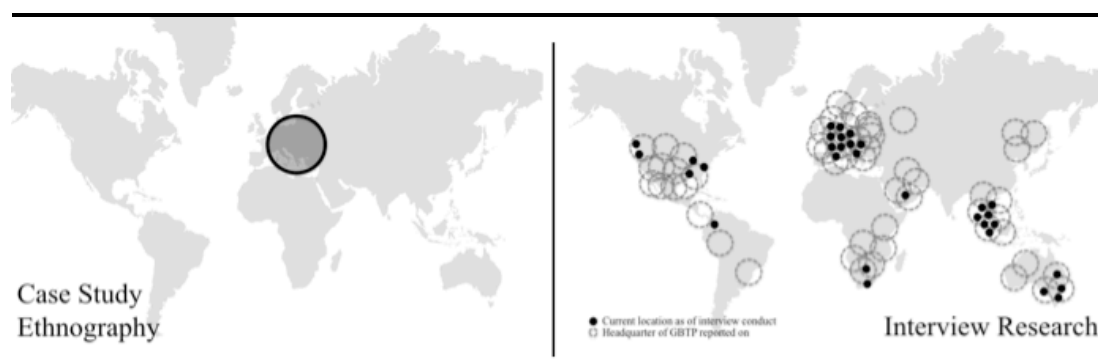 Case Study
Ethnography
Current location as of interview conduct
Headquarter of GBTP reported on
Interview Research